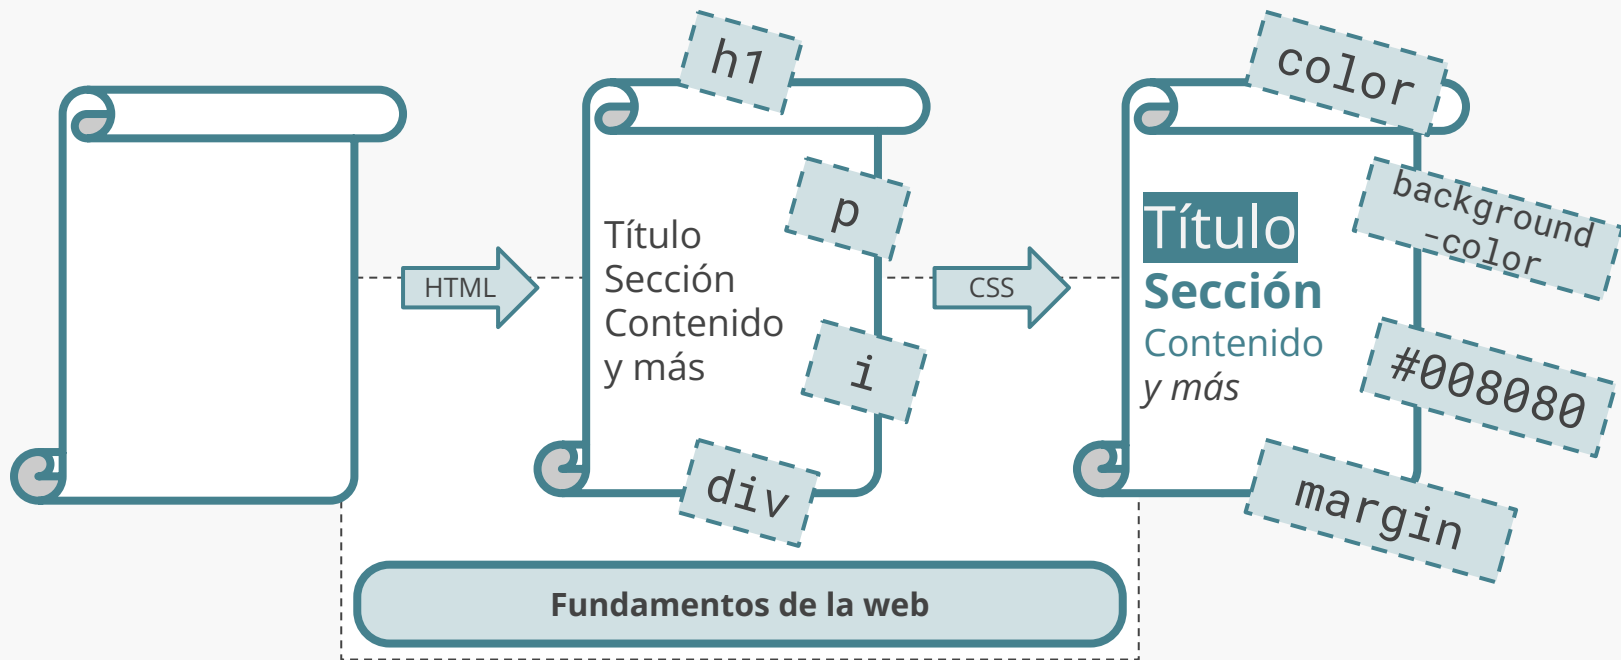 HTML
h1
p
Título
Sección
Contenido
y más
i
div
CSS
color
background
-color
Título
Sección
Contenido
y más
#008080
margin
Fundamentos de la web